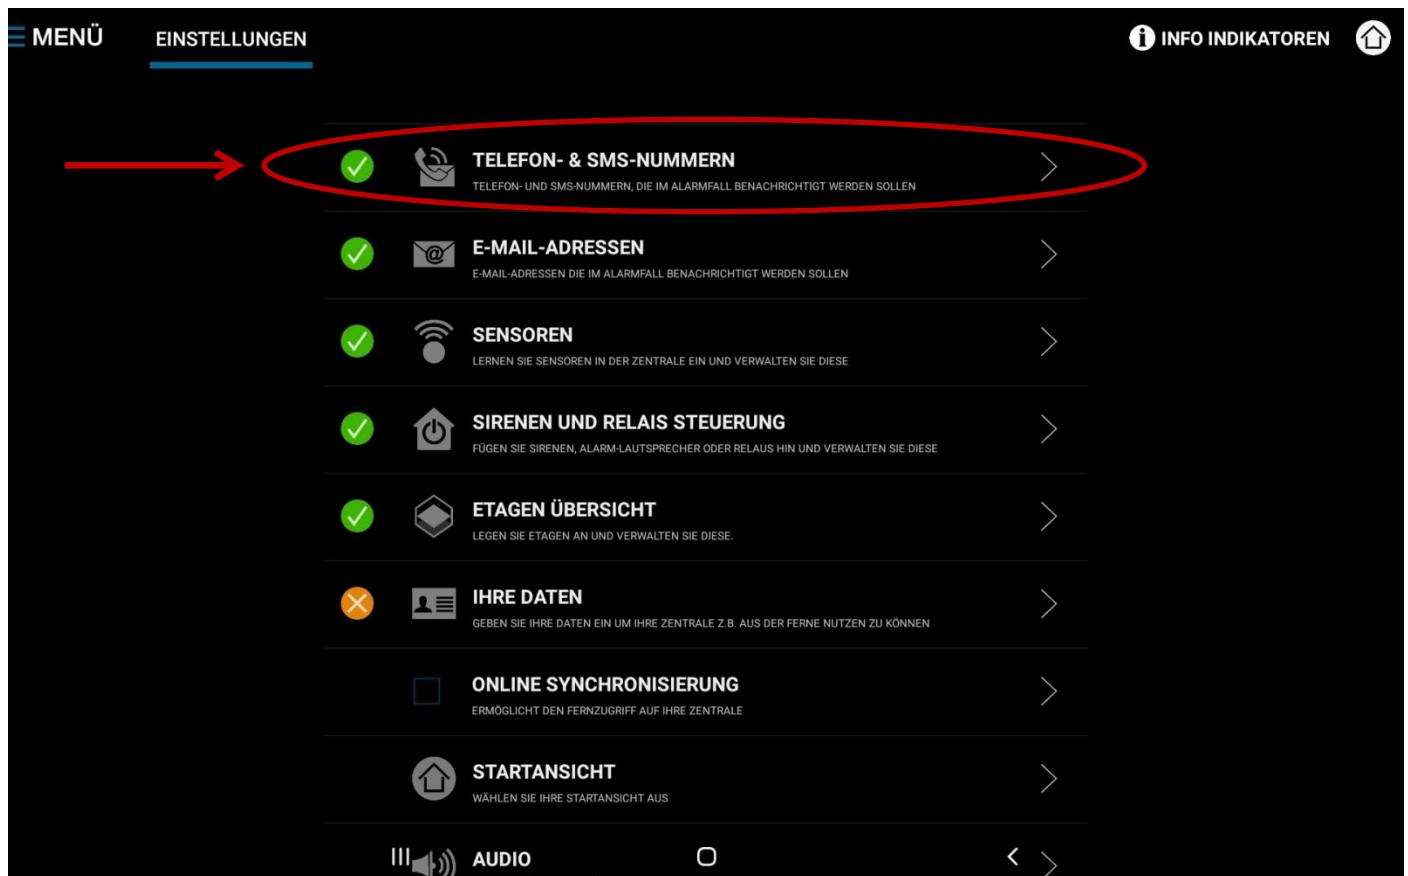 MENÜ
EINSTELLUNGEN
INFO INDIKATOREN
TELEFON- & SMS-NUMMERN
TELEFON- UND SMS-NUMMERN, DIE IM ALARMFALL BENACHRICHTIGT WERDEN SOLLEN
E-MAIL-ADRESSEN
E-MAIL-ADRESSEN DIE IM ALARMFALL BENACHRICHTIGT WERDEN SOLLEN
SENSOREN
LERNEN SIE SENSOREN IN DER ZENTRALE EIN UND VERWALTEN SIE DIESE
SIRENEN UND RELAIS STEUERUNG
FÜGEN SIE SIRENEN, ALARM-LAUTSPRECHER ODER RELAUS HIN UND VERWALTEN SIE DIESE
ETAGEN ÜBERSICHT
LEGEN SIE ETAGEN AN UND VERWALTEN SIE DIESE.
IHRE DATEN
GEBEN SIE IHRE DATEN EIN UM IHRE ZENTRALE Z.B. AUS DER FERNE NUTZEN ZU KÖNNEN
ONLINE SYNCHRONISIERUNG
ERMÖGLICHT DEN FERNZUGRIFF AUF IHRE ZENTRALE
STARTANSICHT
WÄHLEN SIE IHRE STARTANSICHT AUS
AUDIO